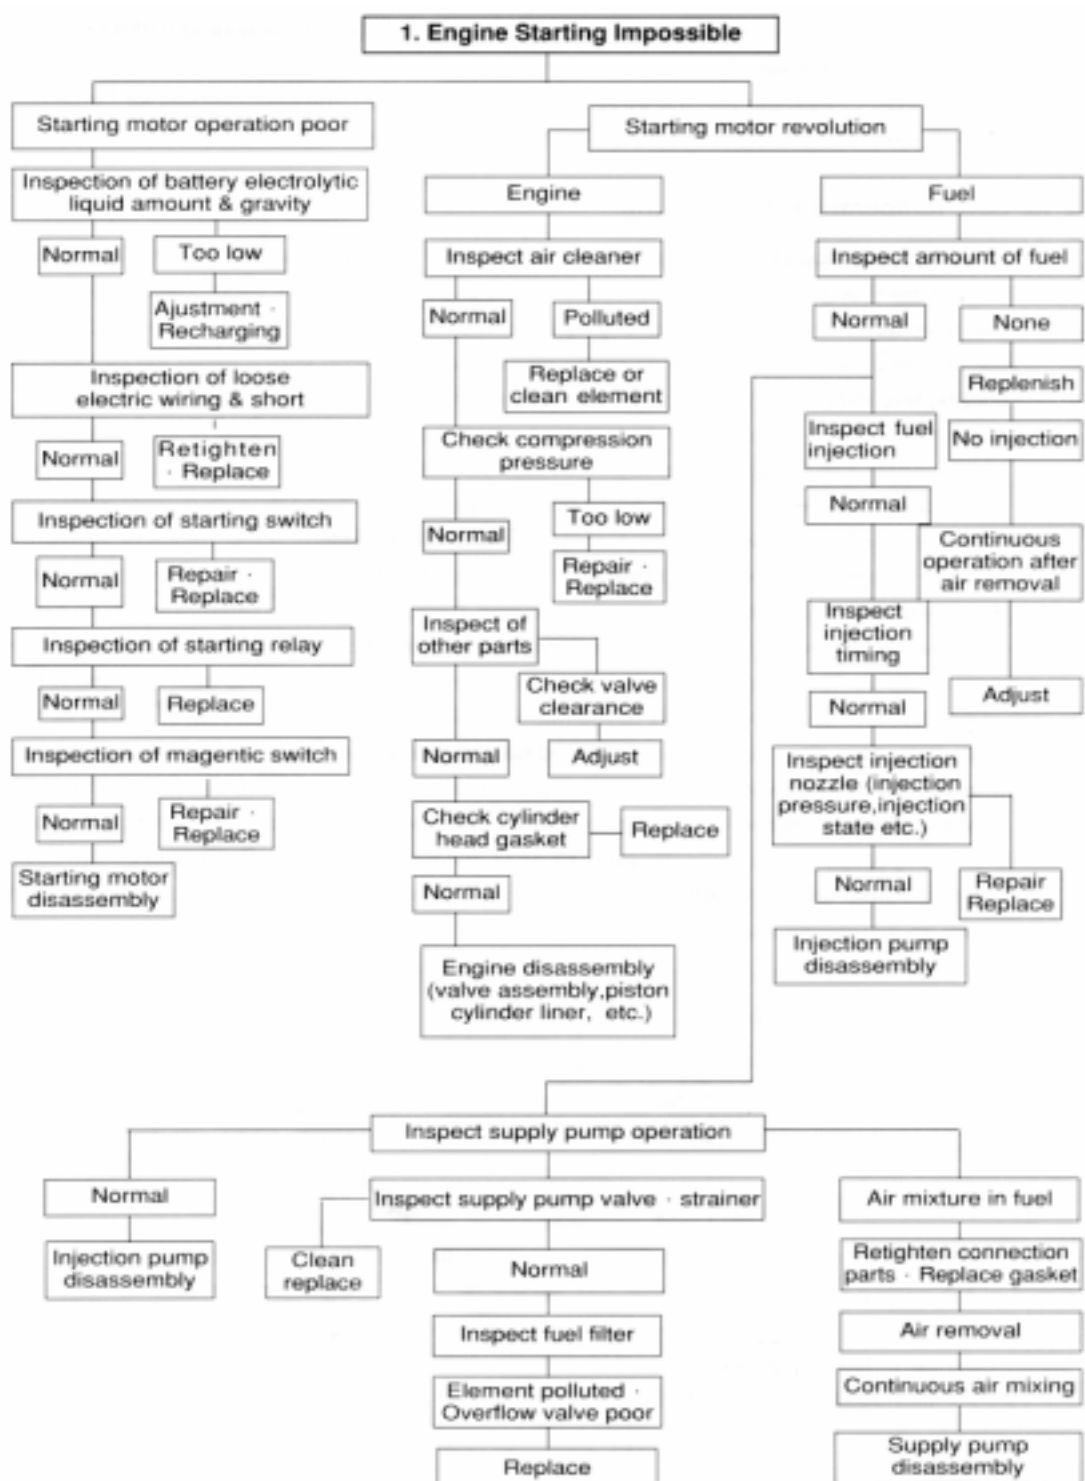 1. Engine Starting Impossible
Starting motor operation poor
Inspection of battery electrolytic
liquid amount & gravity
Normal
Too low
Ajustment ·
Recharging
Inspection of loose
electric wiring & short
Normal
Retighten
· Replace
Inspection of starting switch
Normal
Repair ·
Replace
Inspection of starting relay
Normal
Replace
Inspection of magentic switch
Normal
Repair ·
Replace
Starting motor
disassembly
Starting motor revolution
Engine
Inspect air cleaner
Normal
Polluted
Replace or
clean element
Check compression
pressure
Normal
Too low
Repair ·
Replace
Inspect of
other parts
Check valve
clearance
Normal
Adjust
Check cylinder
head gasket
Replace
Normal
Engine disassembly
(valve assembly,piston
cylinder liner, etc.)
Fuel
Inspect amount of fuel
Normal
None
Replenish
Inspect fuel
injection
No injection
Normal
Continuous
operation after
air removal
Inspect
injection
timing
Adjust
Normal
Inspect injection
nozzle (injection
pressure,injection
state etc.)
Normal
Repair
Replace
Injection pump
disassembly
Inspect supply pump operation
Normal
Injection pump
disassembly
Inspect supply pump valve · strainer
Clean
replace
Normal
Inspect fuel filter
Element polluted ·
Overflow valve poor
Replace
Air mixture in fuel
Retighten connection
parts · Replace gasket
Air removal
Continuous air mixing
Supply pump
disassembly